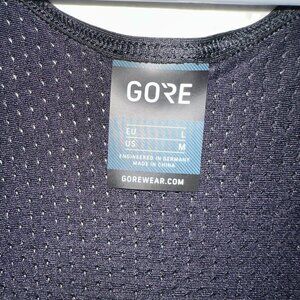 GORE
EU L
US M
ENGINEERED IN GERMANY
MADE IN CHINA
GOREWEAR.COM